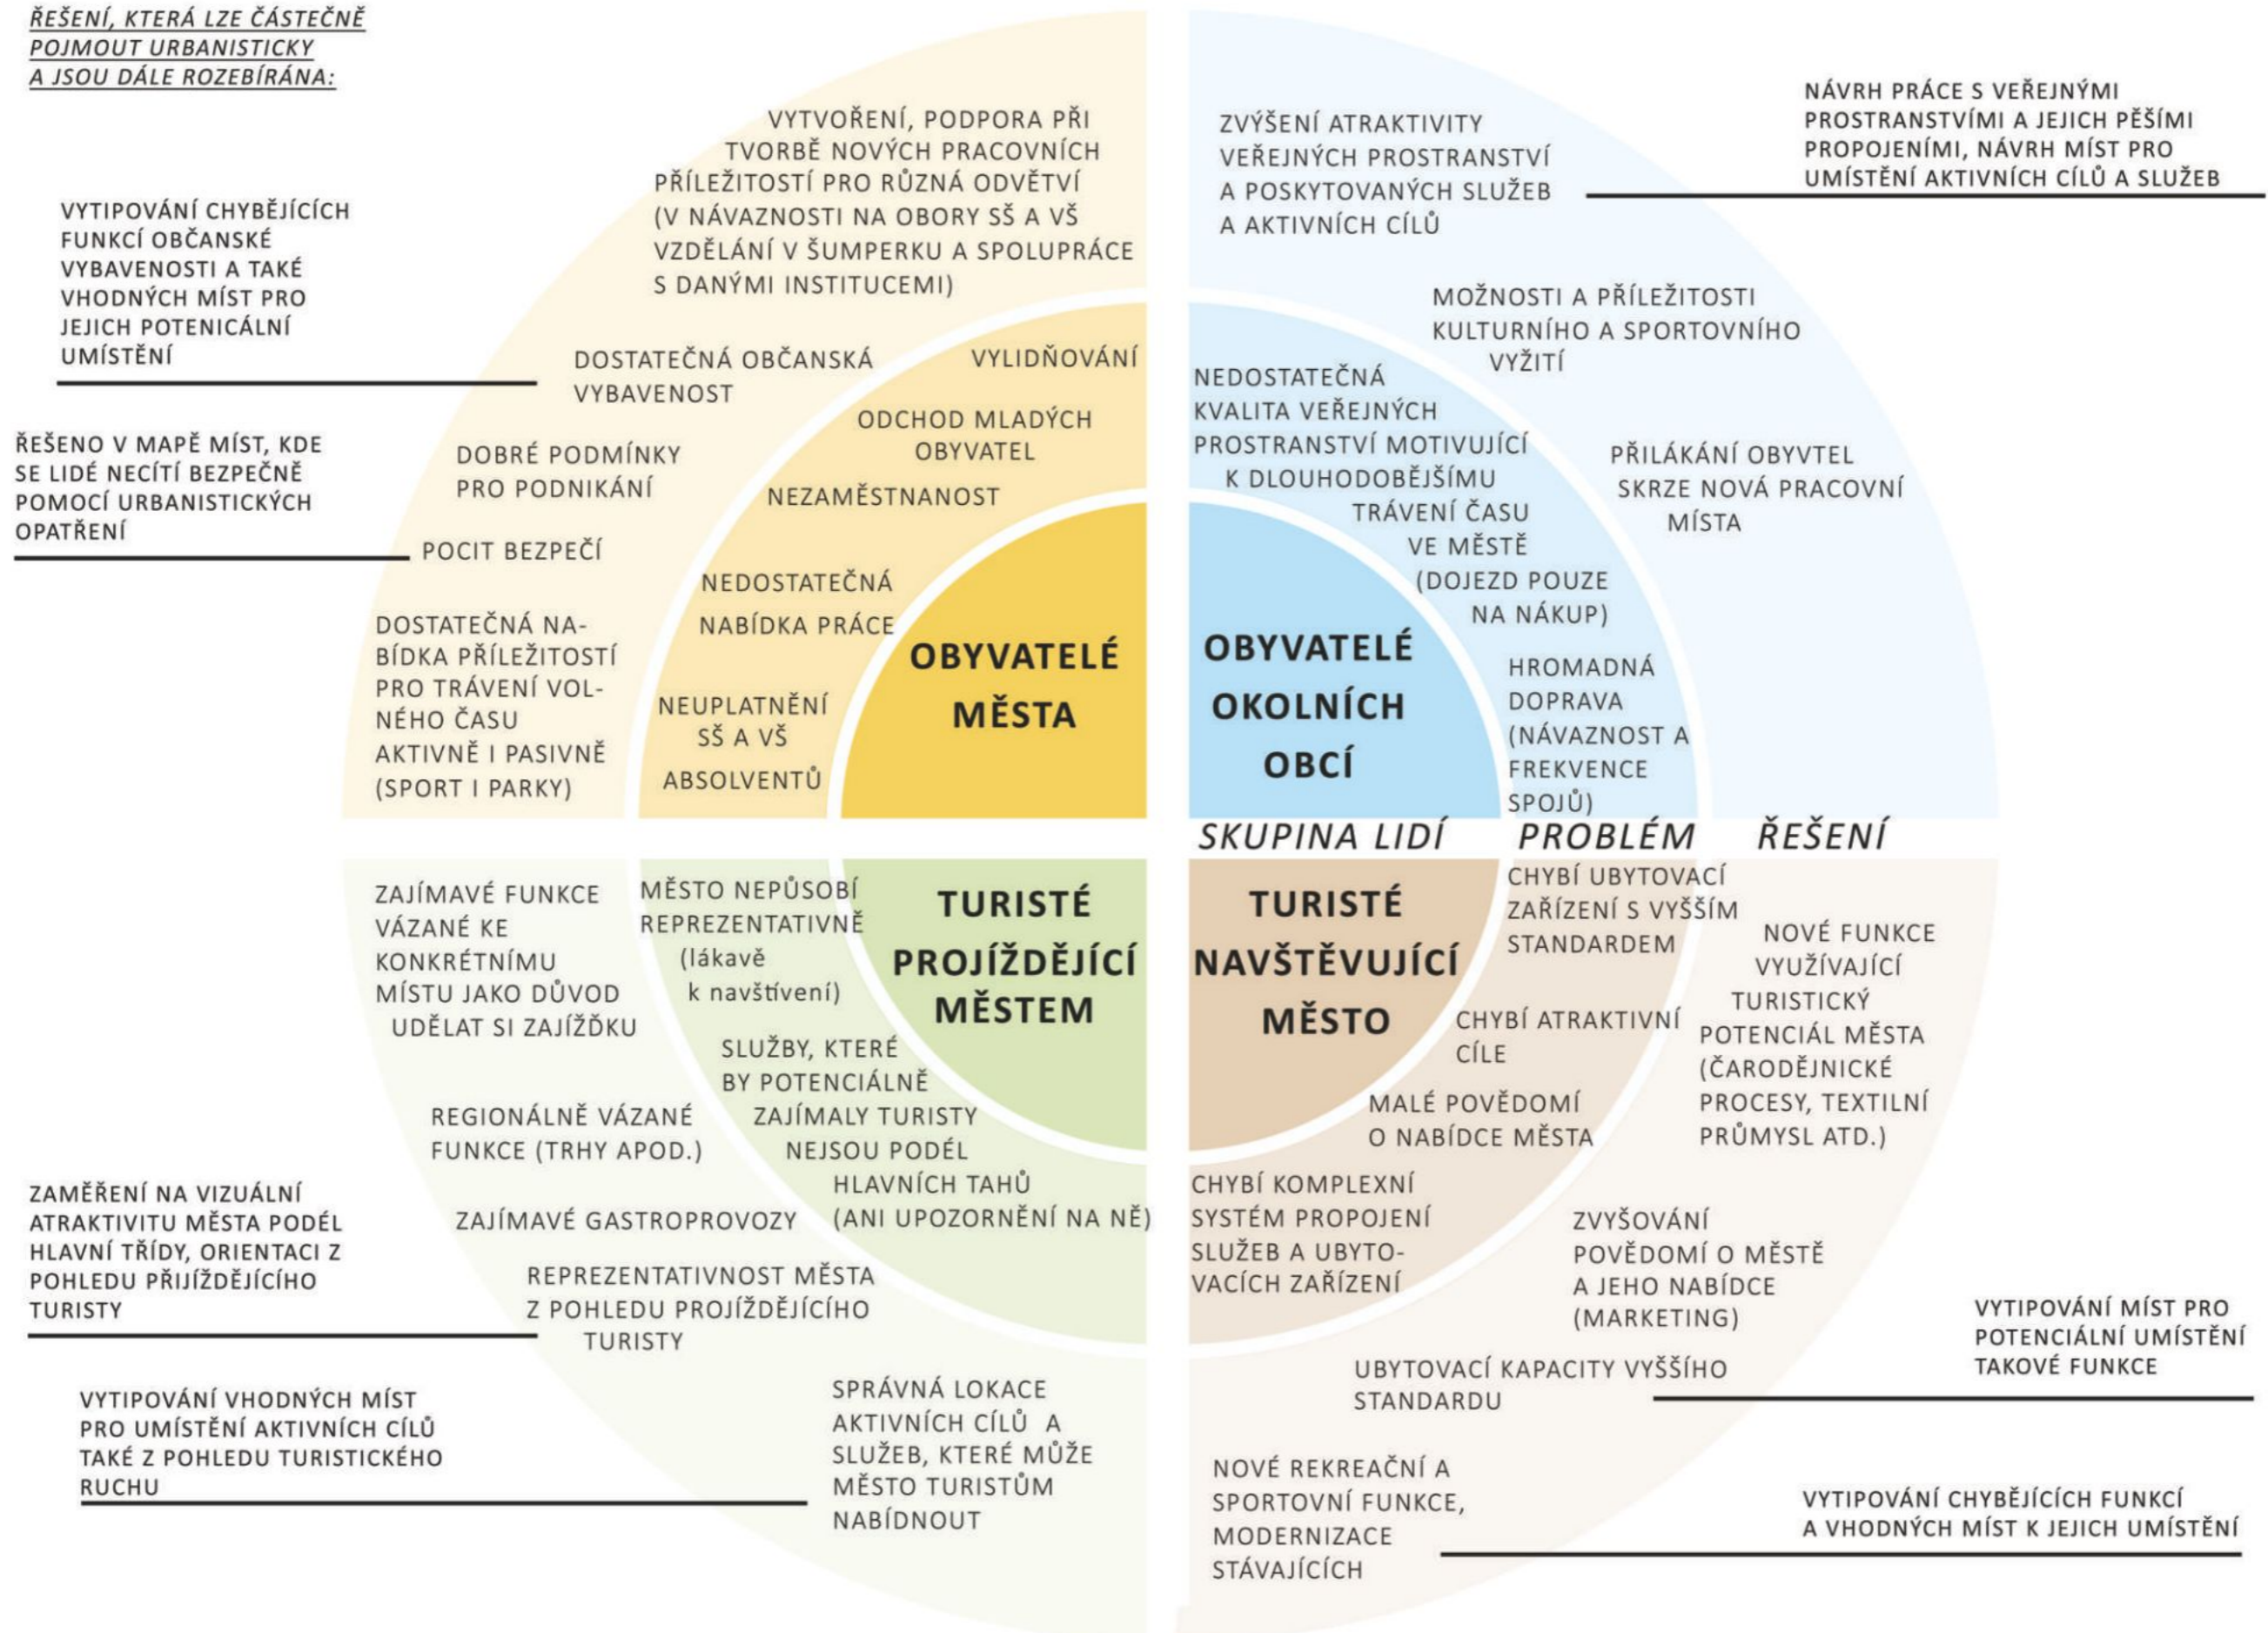 ŘEŠENÍ, KTERÁ LZE ČÁSTEČNĚ
POJMOUT URBANISTICKY
A JSOU DÁLE ROZEBÍRÁNA:
VYTIPOVÁNÍ CHYBĚJÍCÍCH
FUNKCÍ OBČANSKÉ
VYBAVENOSTI A TAKÉ
VHODNÝCH MÍST PRO
JEJICH POTENICÁLNÍ
UMÍSTĚNÍ
ŘEŠENO V MAPĚ MÍST, KDE
SE LIDÉ NECÍTÍ BEZPEČNĚ
POMOCÍ URBANISTICKÝCH
OPATŘENÍ
VYTVOŘENÍ, PODPORA PŘI
TVORBĚ NOVÝCH PRACOVNÍCH
PŘÍLEŽITOSTÍ PRO RŮZNÁ ODVĚTVÍ
(V NÁVAZNOSTI NA OBORY SŠ A VŠ
VZDĚLÁNÍ V ŠUMPERKU A SPOLUPRÁCE
S DANÝMI INSTITUCEMI)
DOSTATEČNÁ OBČANSKÁ
VYBAVENOST
DOBRÉ PODMÍNKY
PRO PODNIKÁNÍ
POCIT BEZPEČÍ
DOSTATEČNÁ NA-
BÍDKA PŘÍLEŽITOSTÍ
PRO TRÁVENÍ VOL-
NÉHO ČASU
AKTIVNĚ I PASIVNĚ
(SPORT I PARKY)
VYLIDŇOVÁNÍ
ODCHOD MLADÝCH
OBYVATEL
NEZAMĚSTNANOST
NEDOSTATEČNÁ
NABÍDKA PRÁCE
NEUPLATNĚNÍ
SŠ A VŠ
ABSOLVENTŮ
OBYVATELÉ
MĚSTA
ZVÝŠENÍ ATRAKTIVITY
VEŘEJNÝCH PROSTRANSTVÍ
A POSKYTOVANÝCH SLUŽEB
A AKTIVNÍCH CÍLŮ
NÁVRH PRÁCE S VEŘEJNÝMI
PROSTRANSTVÍMI A JEJICH PĚŠÍMI
PROPOJENÍMI, NÁVRH MÍST PRO
UMÍSTĚNÍ AKTIVNÍCH CÍLŮ A SLUŽEB
MOŽNOSTI A PŘÍLEŽITOSTI
KULTURNÍHO A SPORTOVNÍHO
VYŽITÍ
PŘILÁKÁNÍ OBYVTEL
SKRZE NOVÁ PRACOVNÍ
MÍSTA
NEDOSTATEČNÁ
KVALITA VEŘEJNÝCH
PROSTRANSTVÍ MOTIVUJÍCÍ
K DLOUHODOBĚJŠÍMU
TRÁVENÍ ČASU
VE MĚSTĚ
(DOJEZD POUZE
NA NÁKUP)
HROMADNÁ
DOPRAVA
(NÁVAZNOST A
FREKVENCE
SPOJŮ)
OBYVATELÉ
OKOLNÍCH
OBCÍ
SKUPINA LIDÍ
PROBLÉM
ŘEŠENÍ
ZAJÍMAVÉ FUNKCE
VÁZANÉ KE
KONKRÉTNÍMU
MÍSTU JAKO DŮVOD
UDĚLAT SI ZAJÍŽĎKU
REGIONÁLNĚ VÁZANÉ
FUNKCE (TRHY APOD.)
ZAJÍMAVÉ GASTROPROVOZY
REPREZENTATIVNOST MĚSTA
Z POHLEDU PROJÍŽDĚJÍCÍHO
TURISTY
SPRÁVNÁ LOKACE
AKTIVNÍCH CÍLŮ A
SLUŽEB, KTERÉ MŮŽE
MĚSTO TURISTŮM
NABÍDNOUT
MĚSTO NEPŮSOBÍ
REPREZENTATIVNĚ
(lákavě
k navštívení)
SLUŽBY, KTERÉ
BY POTENCIÁLNĚ
ZAJÍMALY TURISTY
NEJSOU PODÉL
HLAVNÍCH TAHŮ
(ANI UPOZORNĚNÍ NA NĚ)
TURISTÉ
PROJÍŽDĚJÍCÍ
MĚSTEM
ZAMĚŘENÍ NA VIZUÁLNÍ
ATRAKTIVITU MĚSTA PODÉL
HLAVNÍ TŘÍDY, ORIENTACI Z
POHLEDU PŘIJÍŽDĚJÍCÍHO
TURISTY
VYTIPOVÁNÍ VHODNÝCH MÍST
PRO UMÍSTĚNÍ AKTIVNÍCH CÍLŮ
TAKÉ Z POHLEDU TURISTICKÉHO
RUCHU
TURISTÉ
NAVŠTĚVUJÍCÍ
MĚSTO
CHYBÍ UBYTOVACÍ
ZAŘÍZENÍ S VYŠŠÍM
STANDARDEM
CHYBÍ ATRAKTIVNÍ
CÍLE
MALÉ POVĚDOMÍ
O NABÍDCE MĚSTA
CHYBÍ KOMPLEXNÍ
SYSTÉM PROPOJENÍ
SLUŽEB A UBYTO-
VACÍCH ZAŘÍZENÍ
NOVÉ FUNKCE
VYUŽÍVAJÍCÍ
TURISTICKÝ
POTENCIÁL MĚSTA
(ČARODĚJNICKÉ
PROCESY, TEXTILNÍ
PRŮMYSL ATD.)
ZVYŠOVÁNÍ
POVĚDOMÍ O MĚSTĚ
A JEHO NABÍDCE
(MARKETING)
UBYTOVACÍ KAPACITY VYŠŠÍHO
STANDARDU
NOVÉ REKREAČNÍ A
SPORTOVNÍ FUNKCE,
MODERNIZACE
STÁVAJÍCÍCH
VYTIPOVÁNÍ MÍST PRO
POTENCIÁLNÍ UMÍSTĚNÍ
TAKOVÉ FUNKCE
VYTIPOVÁNÍ CHYBĚJÍCÍCH FUNKCÍ
A VHODNÝCH MÍST K JEJICH UMÍSTĚNÍ